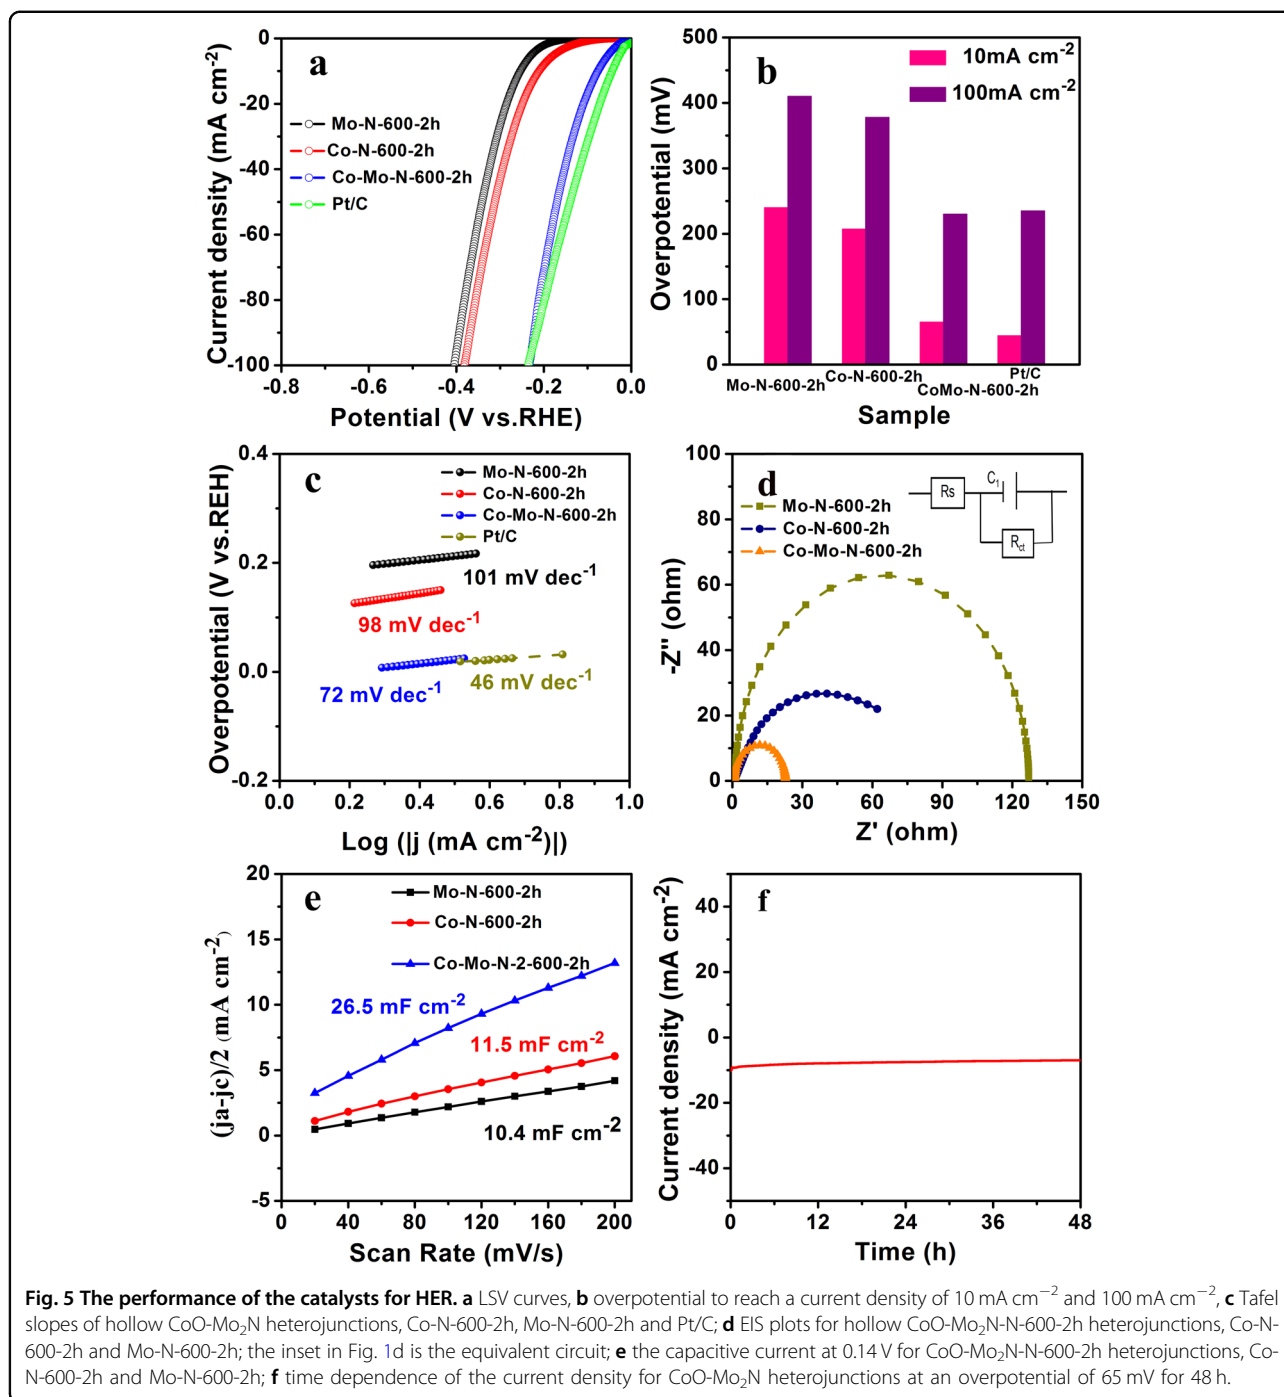 a
Current density (mA cm-2)
0
-20
-40
-60
-80
-100
Mo-N-600-2h
Co-N-600-2h
Co-Mo-N-600-2h
Pt/C
-0.8 -0.6 -0.4 -0.2 0.0
Potential (V vs.RHE)
b
Overpotential (mV)
500
400
300
200
100
0
10mA cm-2
100mA cm-2
Mo-N-600-2h
Co-N-600-2h
CoMo-N-600-2h
Pt/C
Sample
c
Overpotential (V vs.REH)
0.4
0.2
0.0
-0.2
Mo-N-600-2h
Co-N-600-2h
Co-Mo-N-600-2h
Pt/C
101 mV dec-1
98 mV dec-1
72 mV dec-1
46 mV dec-1
0.0 0.2 0.4 0.6 0.8 1.0
Log (|j (mA cm-2)|)
d
-Z'' (ohm)
100
80
60
40
20
0
Mo-N-600-2h
Co-N-600-2h
Co-Mo-N-600-2h
Rs
C1
Rct
0 30 60 90 120 150
Z' (ohm)
e
(ja-jc)/2 (mA cm-2)
20
15
10
5
0
-5
Mo-N-600-2h
Co-N-600-2h
Co-Mo-N-2-600-2h
26.5 mF cm-2
11.5 mF cm-2
10.4 mF cm-2
0 40 80 120 160 200
Scan Rate (mV/s)
f
Current density (mA cm-2)
40
20
0
-20
-40
0 12 24 36 48
Time (h)
Fig. 5 The performance of the catalysts for HER. a LSV curves, b overpotential to reach a current density of 10 mA cm−2 and 100 mA cm−2, c Tafel
slopes of hollow CoO-Mo2N heterojunctions, Co-N-600-2h, Mo-N-600-2h and Pt/C; d EIS plots for hollow CoO-Mo2N-N-600-2h heterojunctions, Co-N-
600-2h and Mo-N-600-2h; the inset in Fig. 1d is the equivalent circuit; e the capacitive current at 0.14 V for CoO-Mo2N-N-600-2h heterojunctions, Co-
N-600-2h and Mo-N-600-2h; f time dependence of the current density for CoO-Mo2N heterojunctions at an overpotential of 65 mV for 48 h.